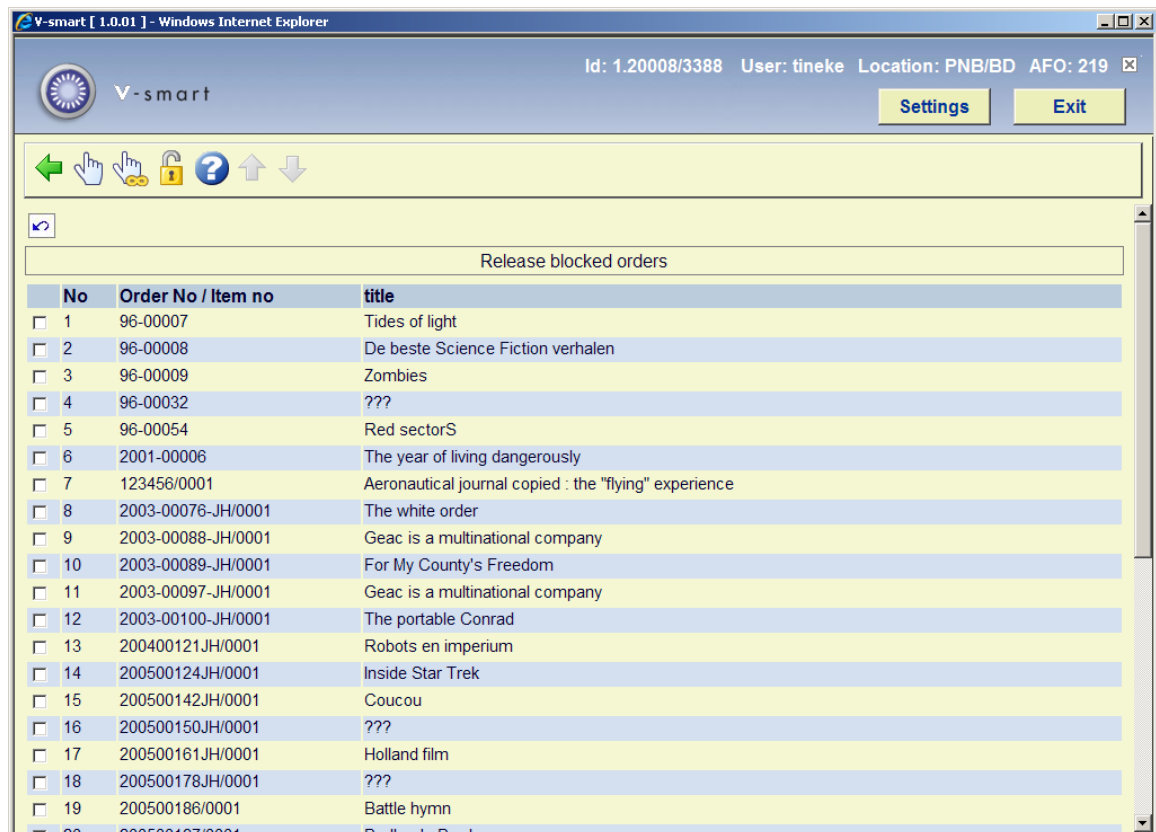 V-smart [ 1.0.01 ] - Windows Internet Explorer
Id: 1.20008/3388 User: tineke Location: PNB/BD AFO: 219
V-smart
Settings Exit
Release blocked orders
No Order No / Item no title
1 96-00007 Tides of light
2 96-00008 De beste Science Fiction verhalen
3 96-00009 Zombies
4 96-00032 ???
5 96-00054 Red sectorS
6 2001-00006 The year of living dangerously
7 123456/0001 Aeronautical journal copied : the "flying" experience
8 2003-00076-JH/0001 The white order
9 2003-00088-JH/0001 Geac is a multinational company
10 2003-00089-JH/0001 For My County's Freedom
11 2003-00097-JH/0001 Geac is a multinational company
12 2003-00100-JH/0001 The portable Conrad
13 200400121JH/0001 Robots en imperium
14 200500124JH/0001 Inside Star Trek
15 200500142JH/0001 Coucou
16 200500150JH/0001 ???
17 200500161JH/0001 Holland film
18 200500178JH/0001 ???
19 200500186/0001 Battle hymn